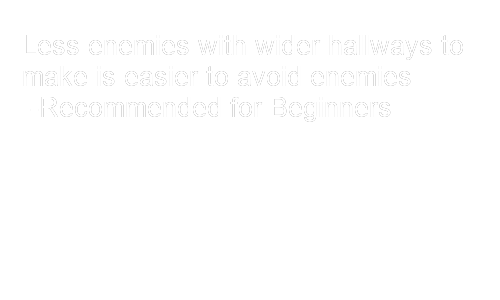 Less enemies with wider hallways to
make is easier to avoid enemies
- Recommended for Beginners